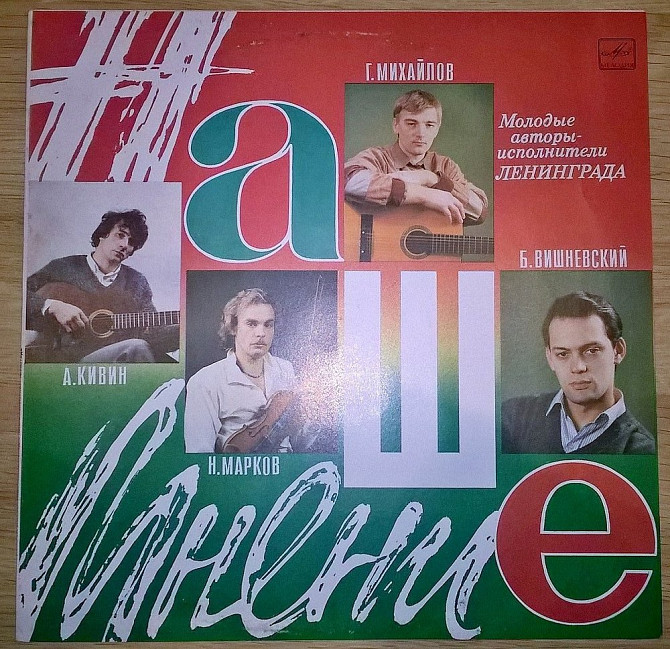 Наше
мнение
Г.МИХАЙЛОВ
Молодые
авторы-
исполнители
ЛЕНИНГРАДА
Б.ВИШНЕВСКИЙ
А.КИВИН
Н.МАРКОВ